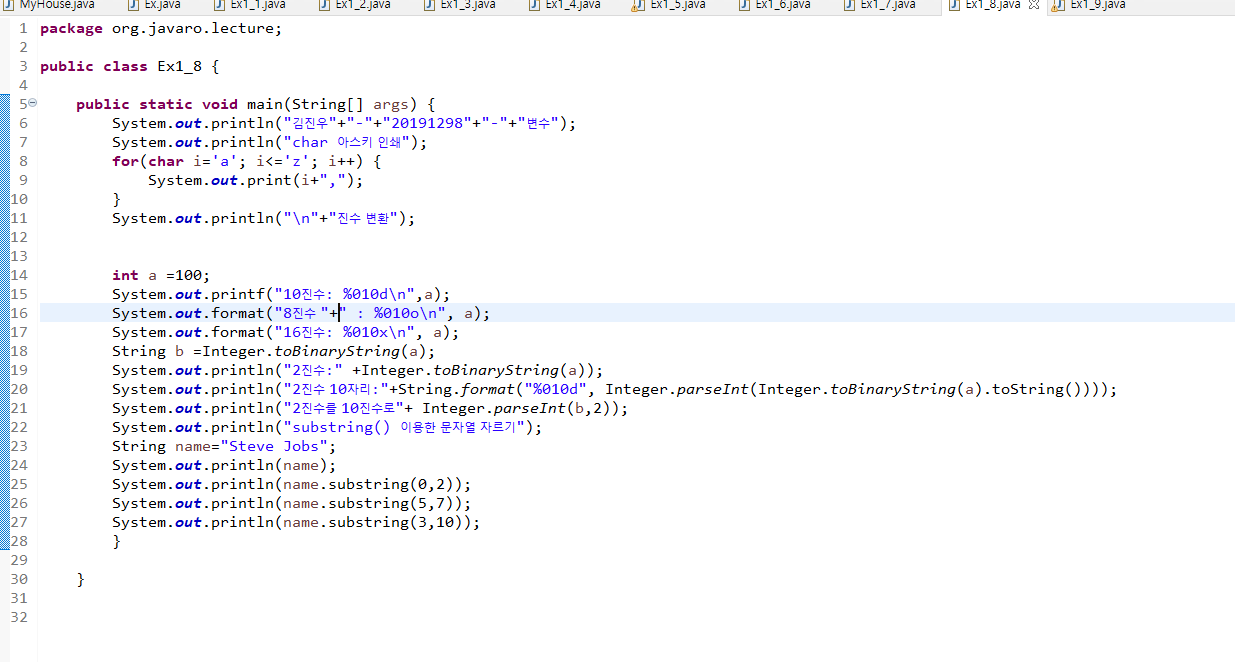 MyHouse.java Ex.java Ex1_1.java Ex1_2.java Ex1_3.java Ex1_4.java Ex1_5.java Ex1_6.java Ex1_7.java Ex1_8.java Ex1_9.java
1 package org.javaro.lecture;
2
3 public class Ex1_8 {
4
5 public static void main(String[] args) {
6 System.out.println("김진우"+"-"+"20191298"+"-"+"변수");
7 System.out.println("char 아스키 인쇄");
8 for(char i='a'; i<='z'; i++) {
9 System.out.print(i+",");
10 }
11 System.out.println("\n"+"진수 변환");
12
13
14 int a =100;
15 System.out.printf("10진수: %010d\n",a);
16 System.out.format("8진수 "+" : %010o\n", a);
17 System.out.format("16진수: %010x\n", a);
18 String b =Integer.toBinaryString(a);
19 System.out.println("2진수:" +Integer.toBinaryString(a));
20 System.out.println("2진수 10자리:"+String.format("%010d", Integer.parseInt(Integer.toBinaryString(a).toString())));
21 System.out.println("2진수를 10진수로"+ Integer.parseInt(b,2));
22 System.out.println("substring() 이용한 문자열 자르기");
23 String name="Steve Jobs";
24 System.out.println(name);
25 System.out.println(name.substring(0,2));
26 System.out.println(name.substring(5,7));
27 System.out.println(name.substring(3,10));
28 }
29
30 }
31
32